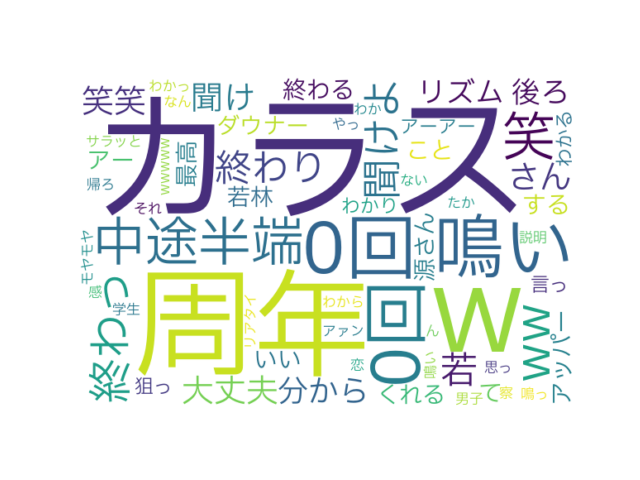 笑笑
わかっ
なん
聞け
終わる
リズム
後ろ
カラス
サラッと
アー
帰ろ
wwwww
最高
ダウナー
やっ
わか
聞けよ
アーアー
こと
笑
わかる
それ
終わり
若林
わかり
ない
たか
さん
する
モヤモヤ
感
中途半端
0回
源さん
鳴い
説明
学生
終わっ
周年
リアタイ
わから
アァン
0回
ん
鳴い
w
言っ
ww
アッパー
狙っ
いい
恋
若
思っ
大丈夫
分から
くれる
男子
て
察
鳴っ